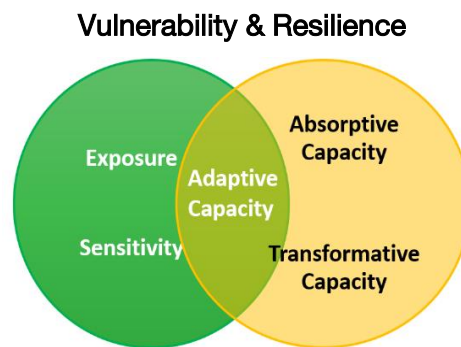 Vulnerability & Resilience
Exposure
Sensitivity
Adaptive
Capacity
Absorptive
Capacity
Transformative
Capacity